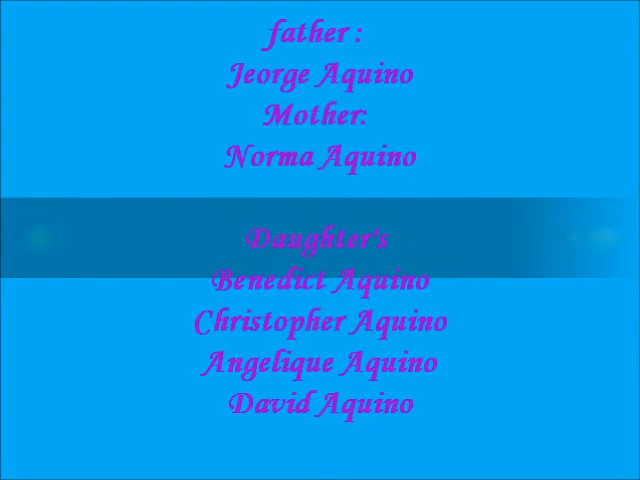 father :
Jeorge Aquino
Mother:
Norma Aquino
Daughter's
Benedict Aquino
Christopher Aquino
Angelique Aquino
David Aquino